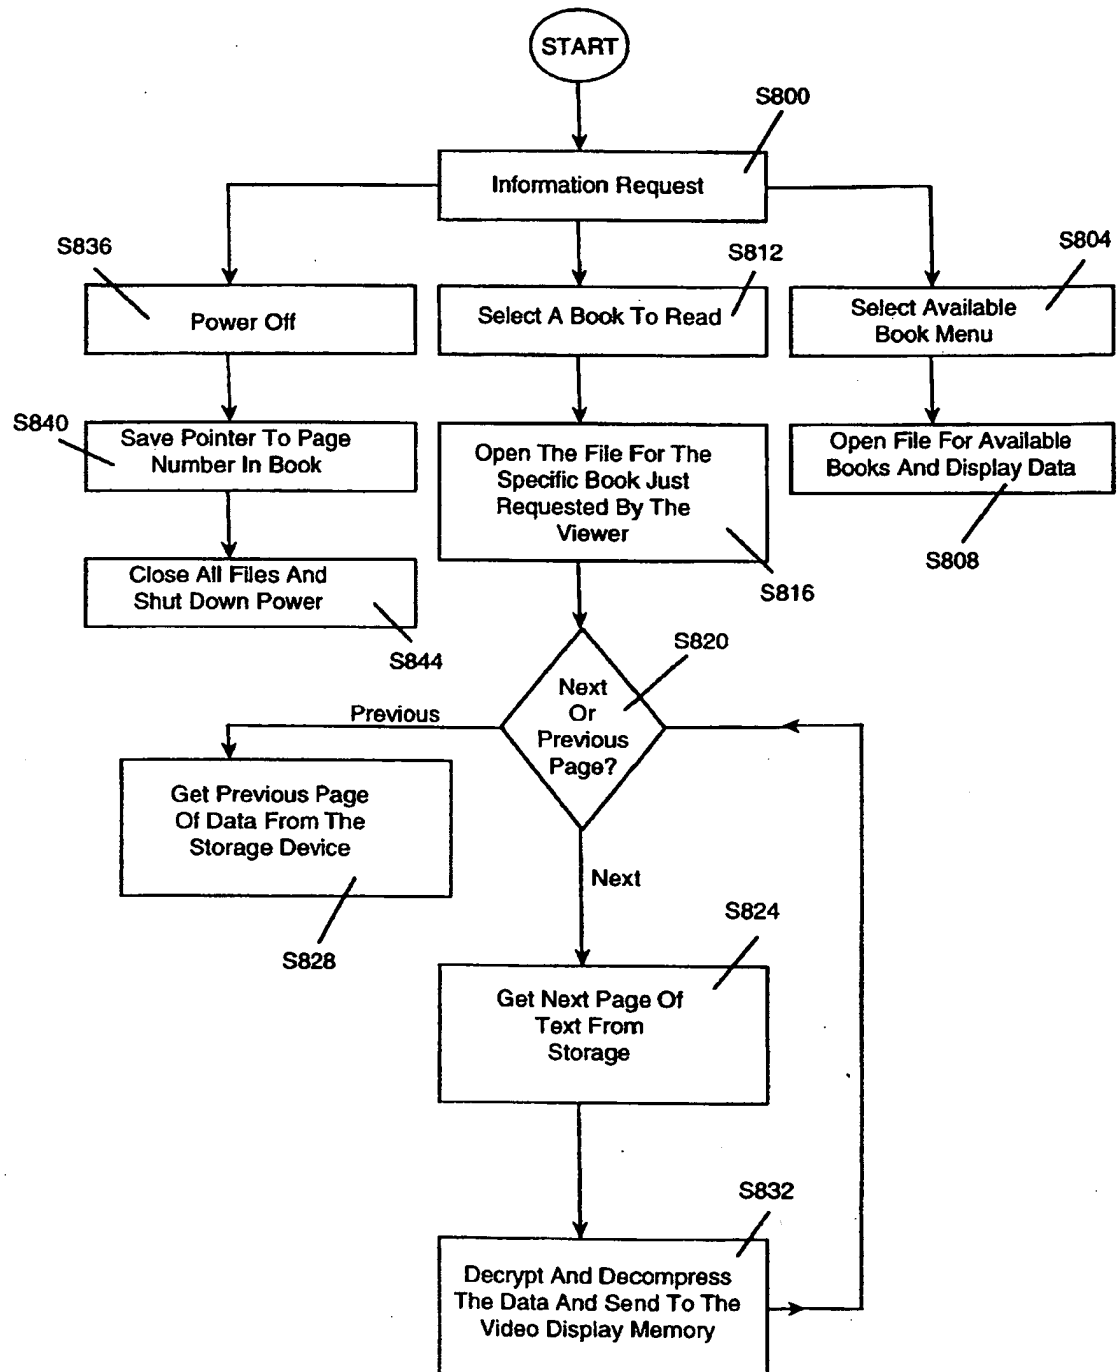 START
S800
Information Request
S836
S812
S804
Power Off
Select A Book To Read
Select Available
Book Menu
S840
Save Pointer To Page
Number In Book
Open The File For The
Specific Book Just
Requested By The
Viewer
Open File For Available
Books And Display Data
S808
S816
Close All Files And
Shut Down Power
S844
S820
Next
Or
Previous
Page?
Previous
Get Previous Page
Of Data From The
Storage Device
S828
Next
S824
Get Next Page Of
Text From
Storage
S832
Decrypt And Decompress
The Data And Send To The
Video Display Memory